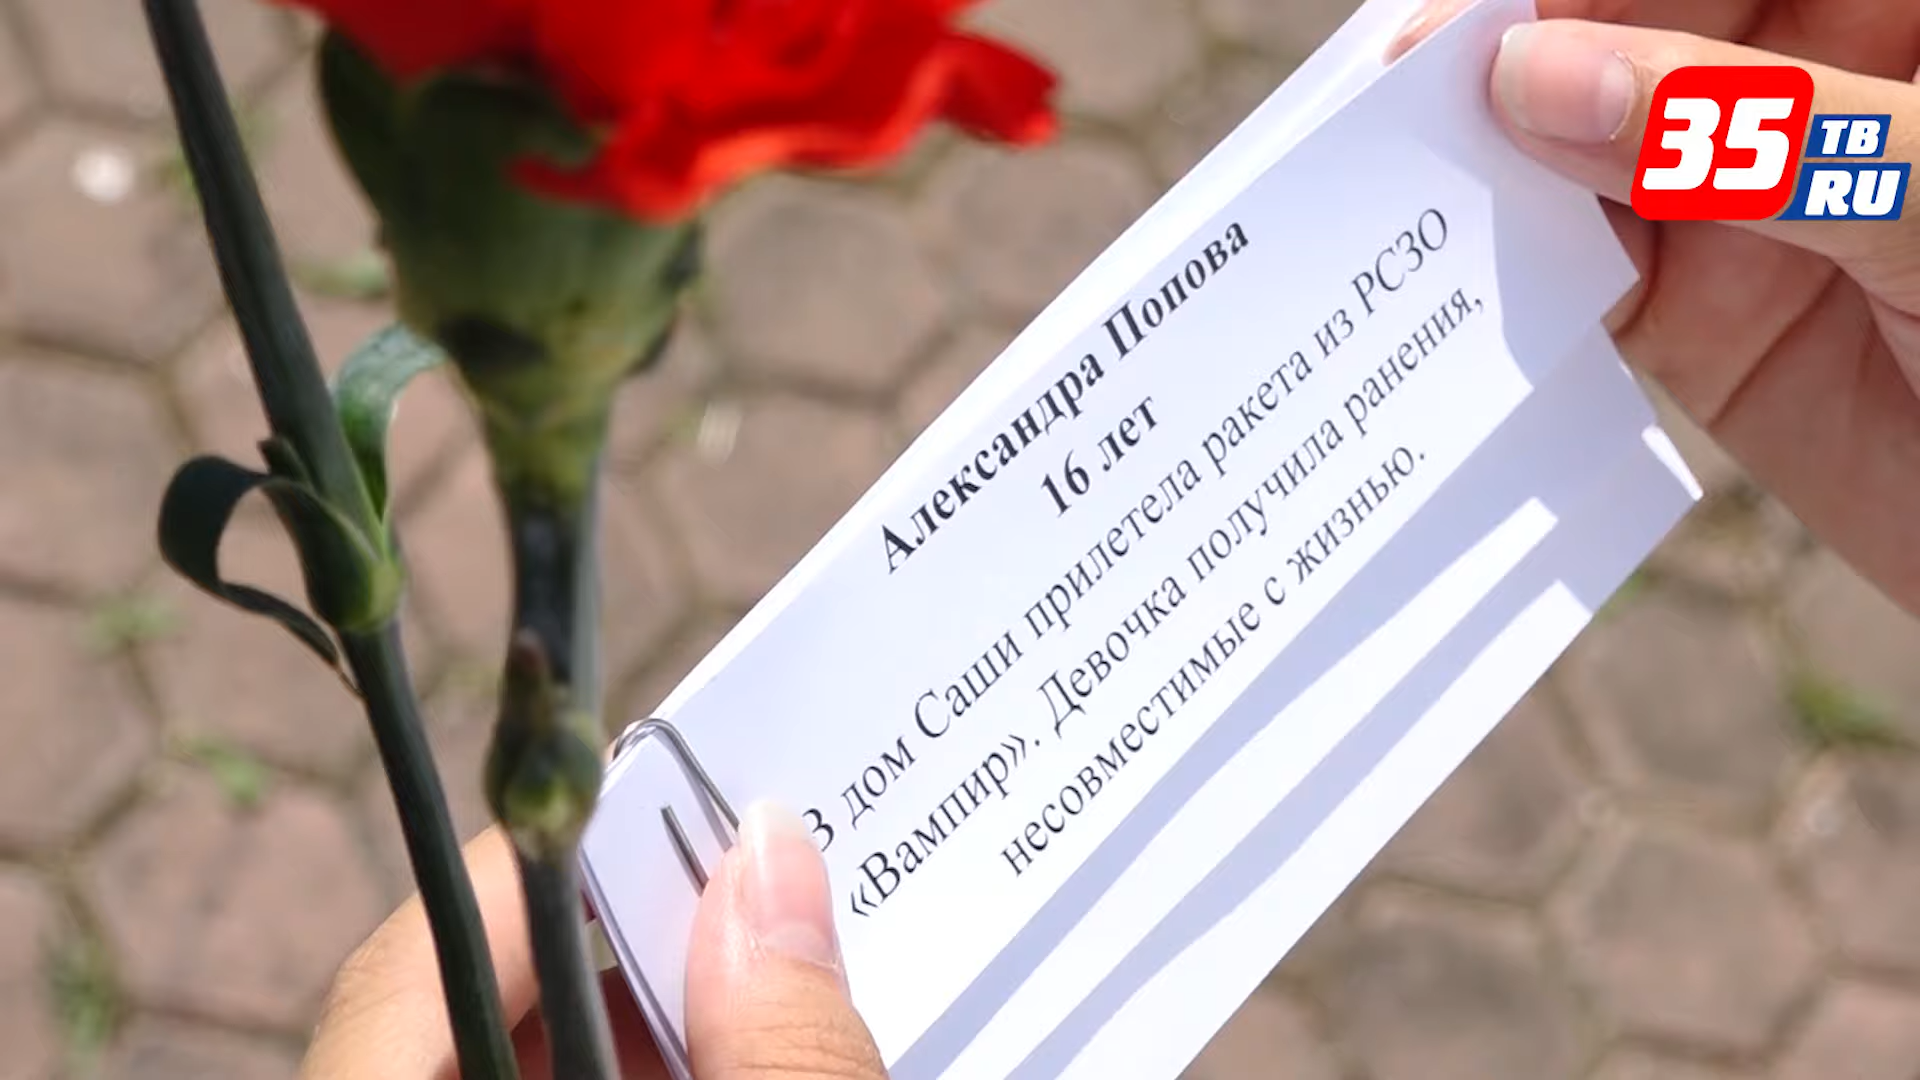 Александра Попова
16 лет
В дом Саши прилетела ракета из РСЗО
«Вампир». Девочка получила ранения,
несовместимые с жизнью.
35
ТВ
RU